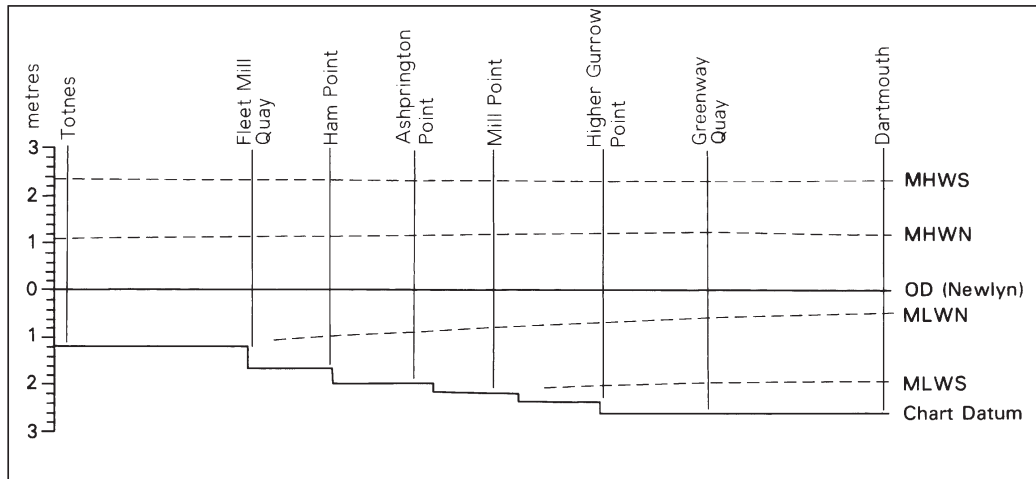 metres
Totnes
Fleet Mill
Quay
Ham Point
Ashprington
Point
Mill Point
Higher Gurrow
Point
Greenway
Quay
Dartmouth
3
2
1
0
1
2
3
MHWS
MHWN
OD (Newlyn)
MLWN
MLWS
Chart Datum